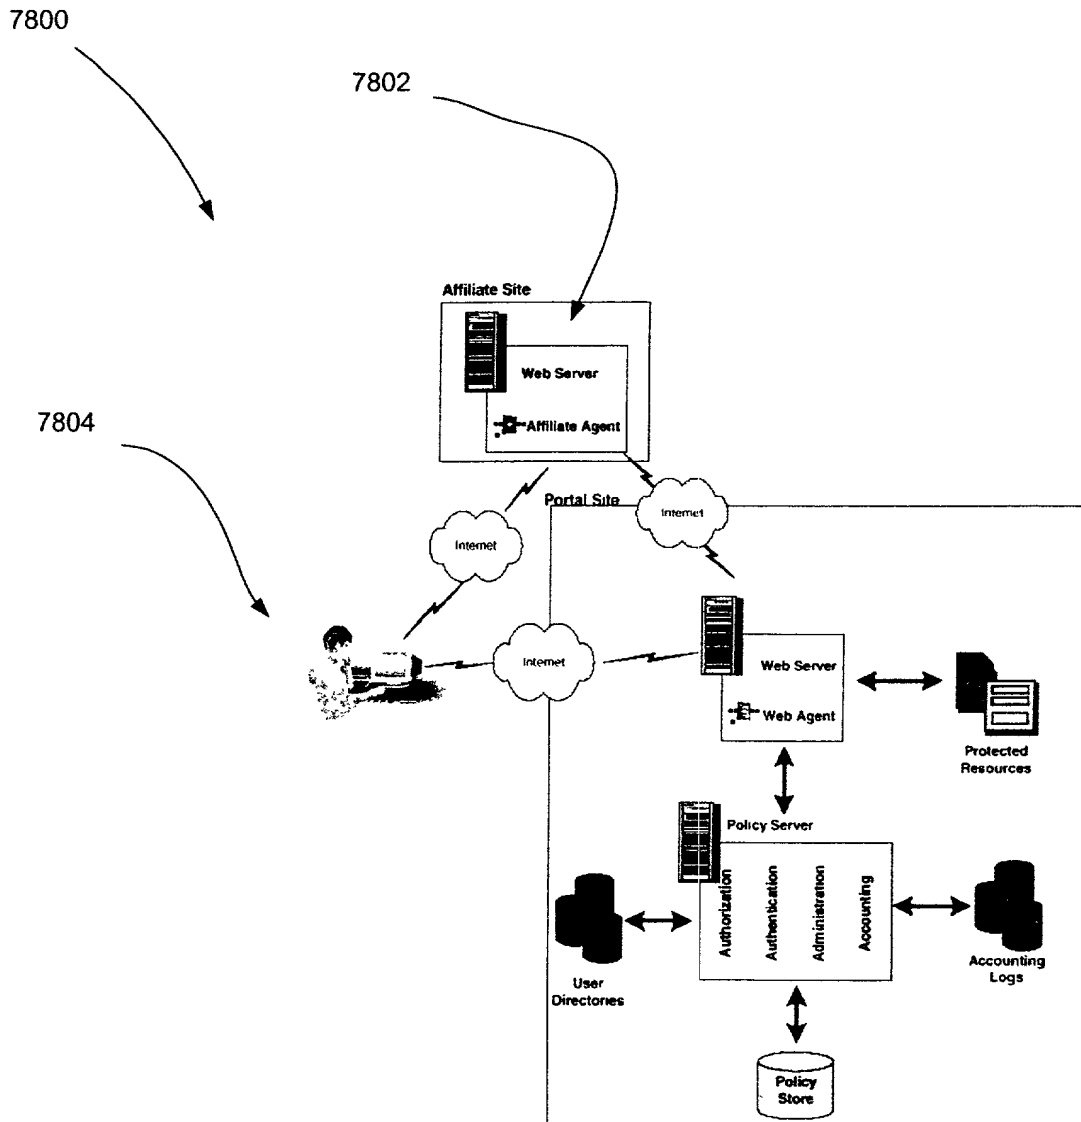 7800
7802
Affiliate Site
Web Server
Affiliate Agent
7804
Portal Site
Internet
Internet
Internet
Web Server
Web Agent
Protected
Resources
Policy Server
Authorization
Authentication
Administration
Accounting
User
Directories
Accounting
Logs
Policy
Store